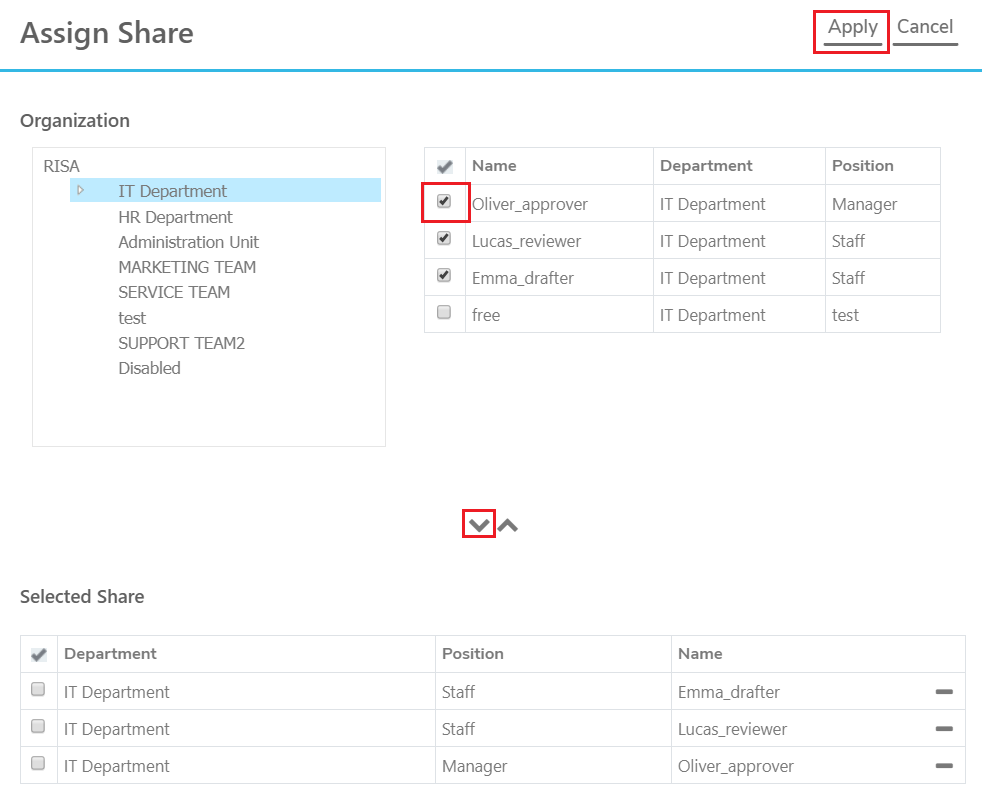 Assign Share
Apply Cancel
Organization
RISA
IT Department
HR Department
Administration Unit
MARKETING TEAM
SERVICE TEAM
test
SUPPORT TEAM2
Disabled
Name Department Position
Oliver_approver IT Department Manager
Lucas_reviewer IT Department Staff
Emma_drafter IT Department Staff
free IT Department test
Selected Share
Department Position Name
IT Department Staff Emma_drafter
IT Department Staff Lucas_reviewer
IT Department Manager Oliver_approver